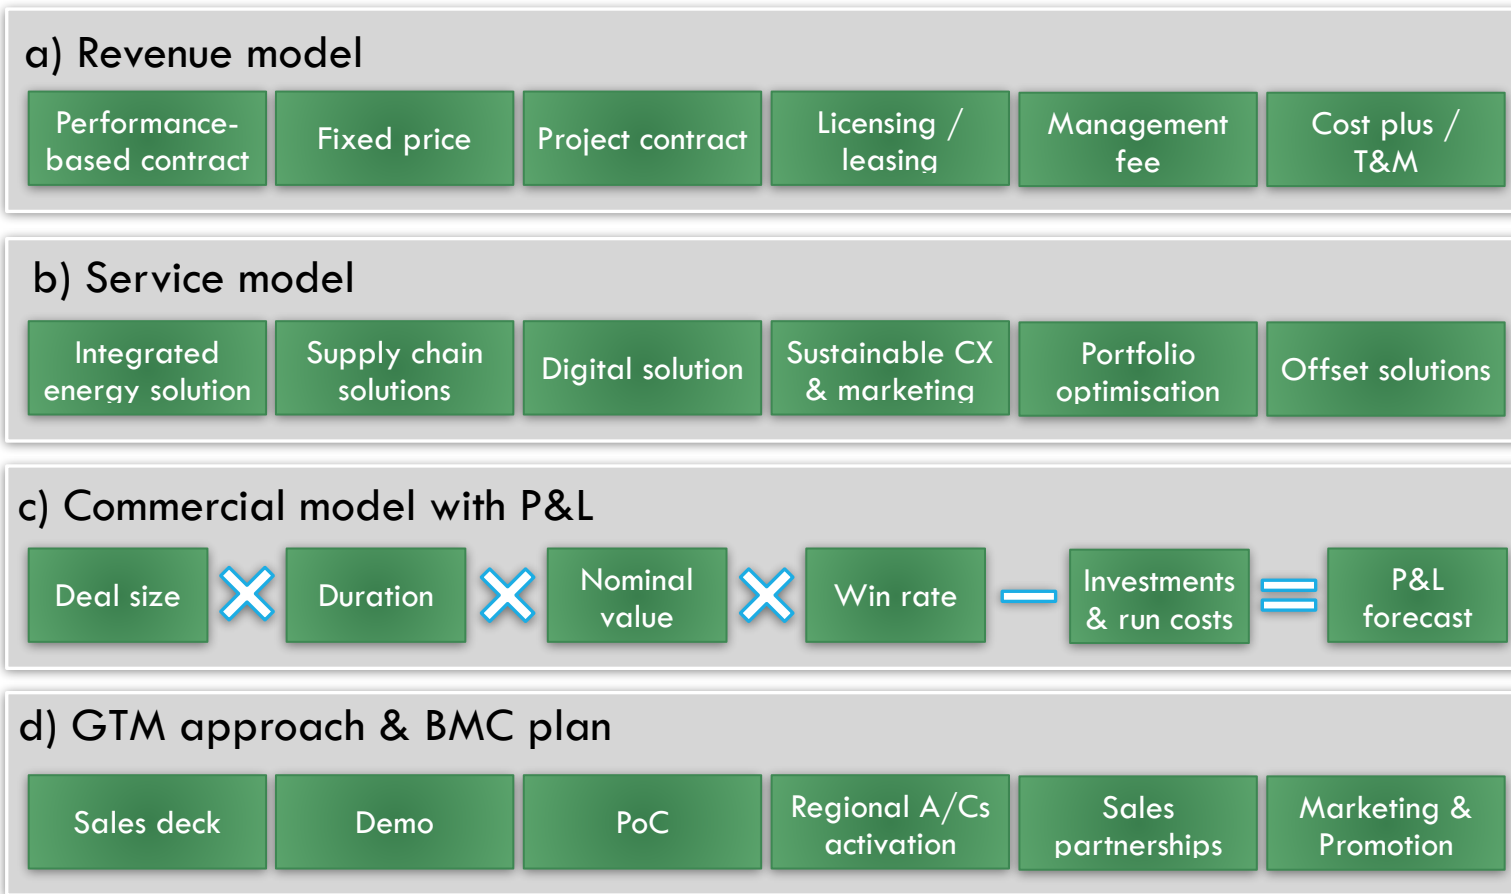 a) Revenue model
Performance-
based contract
Fixed price
Project contract
Licensing /
leasing
Management
fee
Cost plus /
T&M
b) Service model
Integrated
energy solution
Supply chain
solutions
Digital solution
Sustainable CX
& marketing
Portfolio
optimisation
Offset solutions
c) Commercial model with P&L
Deal size
Duration
Nominal
value
Win rate
Investments
& run costs
P&L
forecast
d) GTM approach & BMC plan
Sales deck
Demo
PoC
Regional A/Cs
activation
Sales
partnerships
Marketing &
Promotion